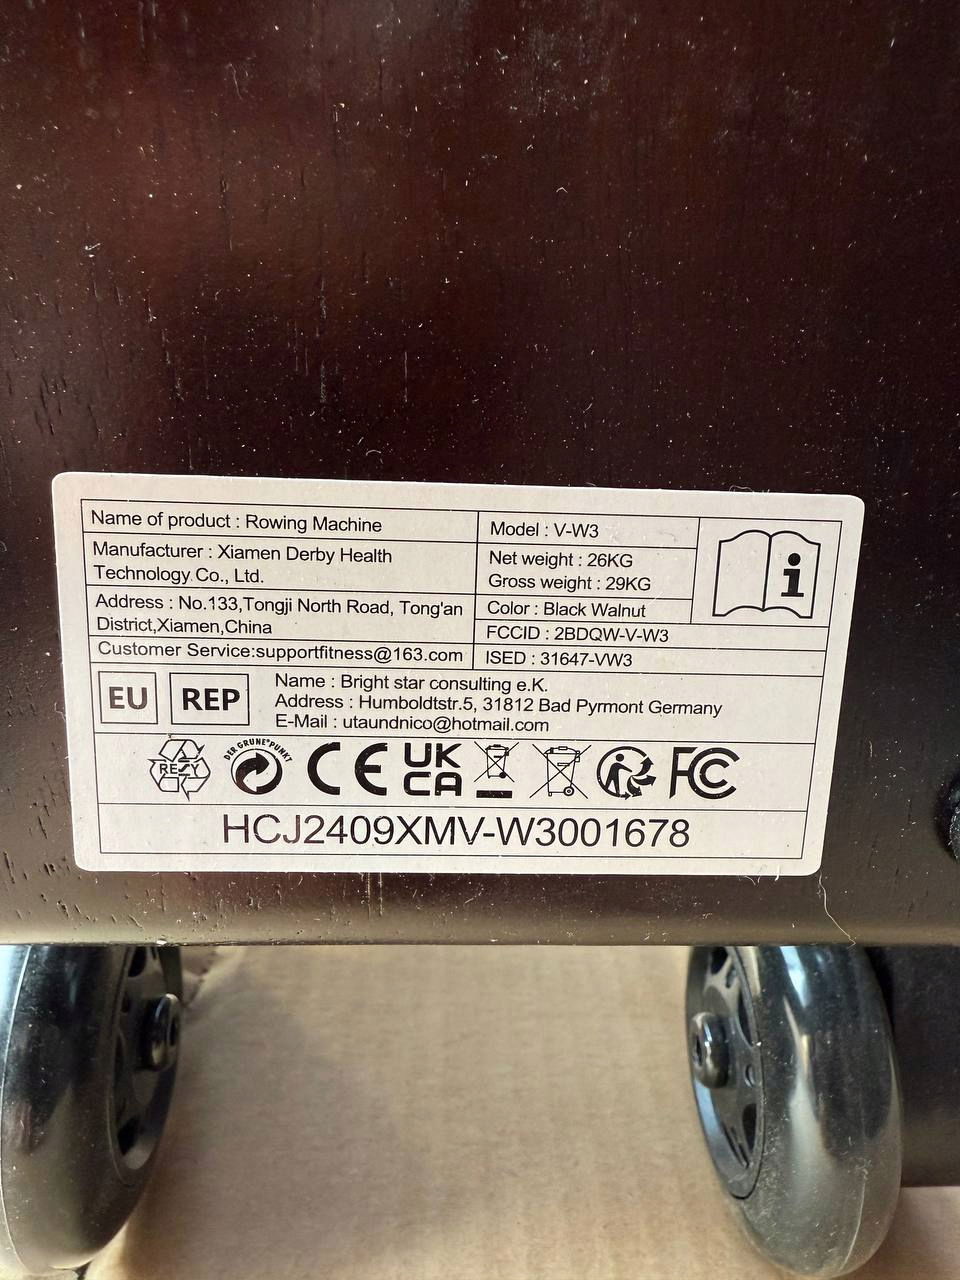 Name of product : Rowing Machine
Model : V-W3
Manufacturer : Xiamen Derby Health
Technology Co., Ltd.
Net weight : 26KG
Gross weight : 29KG
Address : No.133,Tongji North Road, Tong'an
District,Xiamen,China
Color : Black Walnut
FCCID : 2BDQW-V-W3
Customer Service:supportfitness@163.com
ISED : 31647-VW3
EU REP
Name : Bright star consulting e.K.
Address : Humboldtstr.5, 31812 Bad Pyrmont Germany
E-Mail : utaundnico@hotmail.com
RESY
DER GRÜNE PUNKT
CE
UK
CA
FC
HCJ2409XMV-W3001678